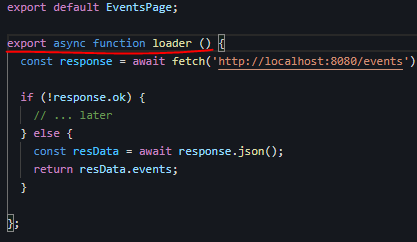 export default EventsPage;
export async function loader () {
const response = await fetch('http://localhost:8080/events')
if (!response.ok) {
// ... later
} else {
const resData = await response.json();
return resData.events;
}
};